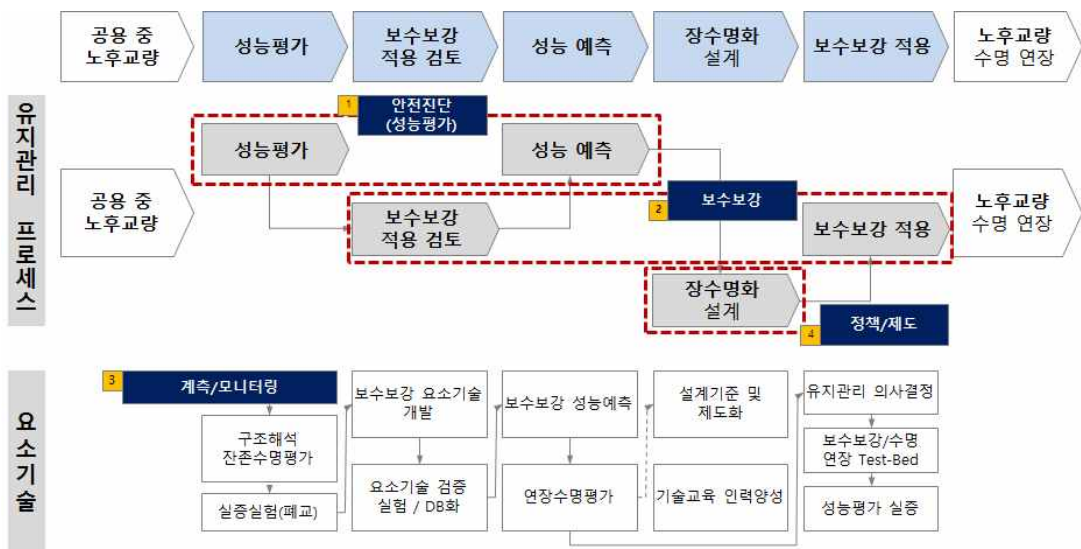 공용 중
노후교량
성능평가
보수보강
적용 검토
성능 예측
장수명화
설계
보수보강 적용
노후교량
수명 연장
유지관리 프로세스
1
안전진단
(성능평가)
성능평가
성능 예측
공용 중
노후교량
보수보강
적용 검토
2
보수보강
보수보강 적용
노후교량
수명 연장
장수명화
설계
4
정책/제도
요소기술
3
계측/모니터링
구조해석
잔존수명평가
실증실험(폐교)
보수보강 요소기술
개발
요소기술 검증
실험 / DB화
보수보강 성능예측
연장수명평가
설계기준 및
제도화
기술교육 인력양성
유지관리 의사결정
보수보강/수명
연장 Test-Bed
성능평가 실증